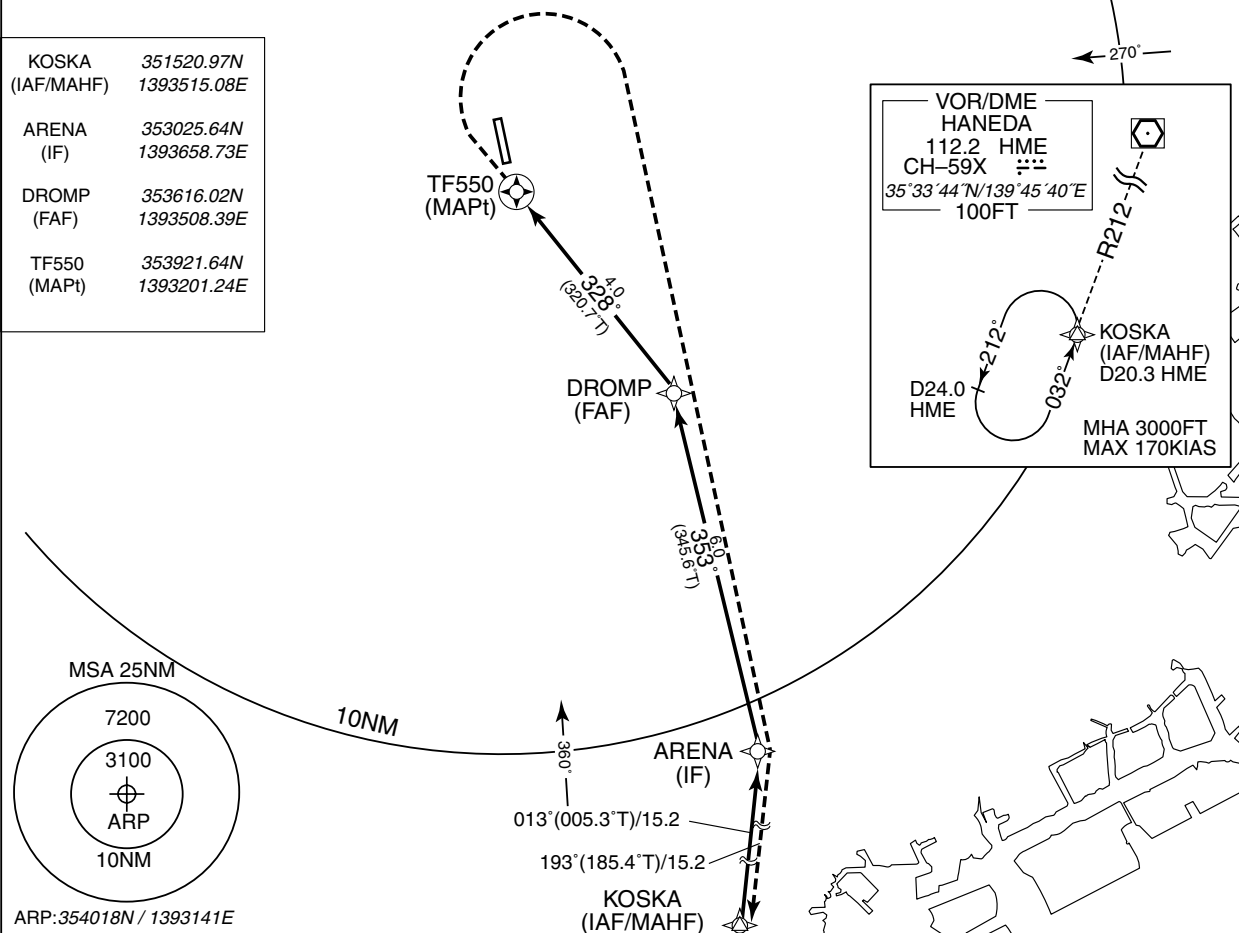 KOSKA 351520.97N
(IAF/MAHF) 1393515.08E
ARENA 353025.64N
(IF) 1393658.73E
DROMP 353616.02N
(FAF) 1393508.39E
TF550 353921.64N
(MAPt) 1393201.24E
270°
VOR/DME
HANEDA
112.2 HME
CH–59X
35°33′44″N/139°45′40″E
100FT
R212
212°
032°
KOSKA
(IAF/MAHF)
D20.3 HME
D24.0
HME
MHA 3000FT
MAX 170KIAS
TF550
(MAPt)
4.0
328°
(320.7°T)
DROMP
(FAF)
6.0
353°
(345.6°T)
10NM
360°
ARENA
(IF)
013°(005.3°T)/15.2
193°(185.4°T)/15.2
KOSKA
(IAF/MAHF)
MSA 25NM
7200
3100
ARP
10NM
ARP:354018N / 1393141E